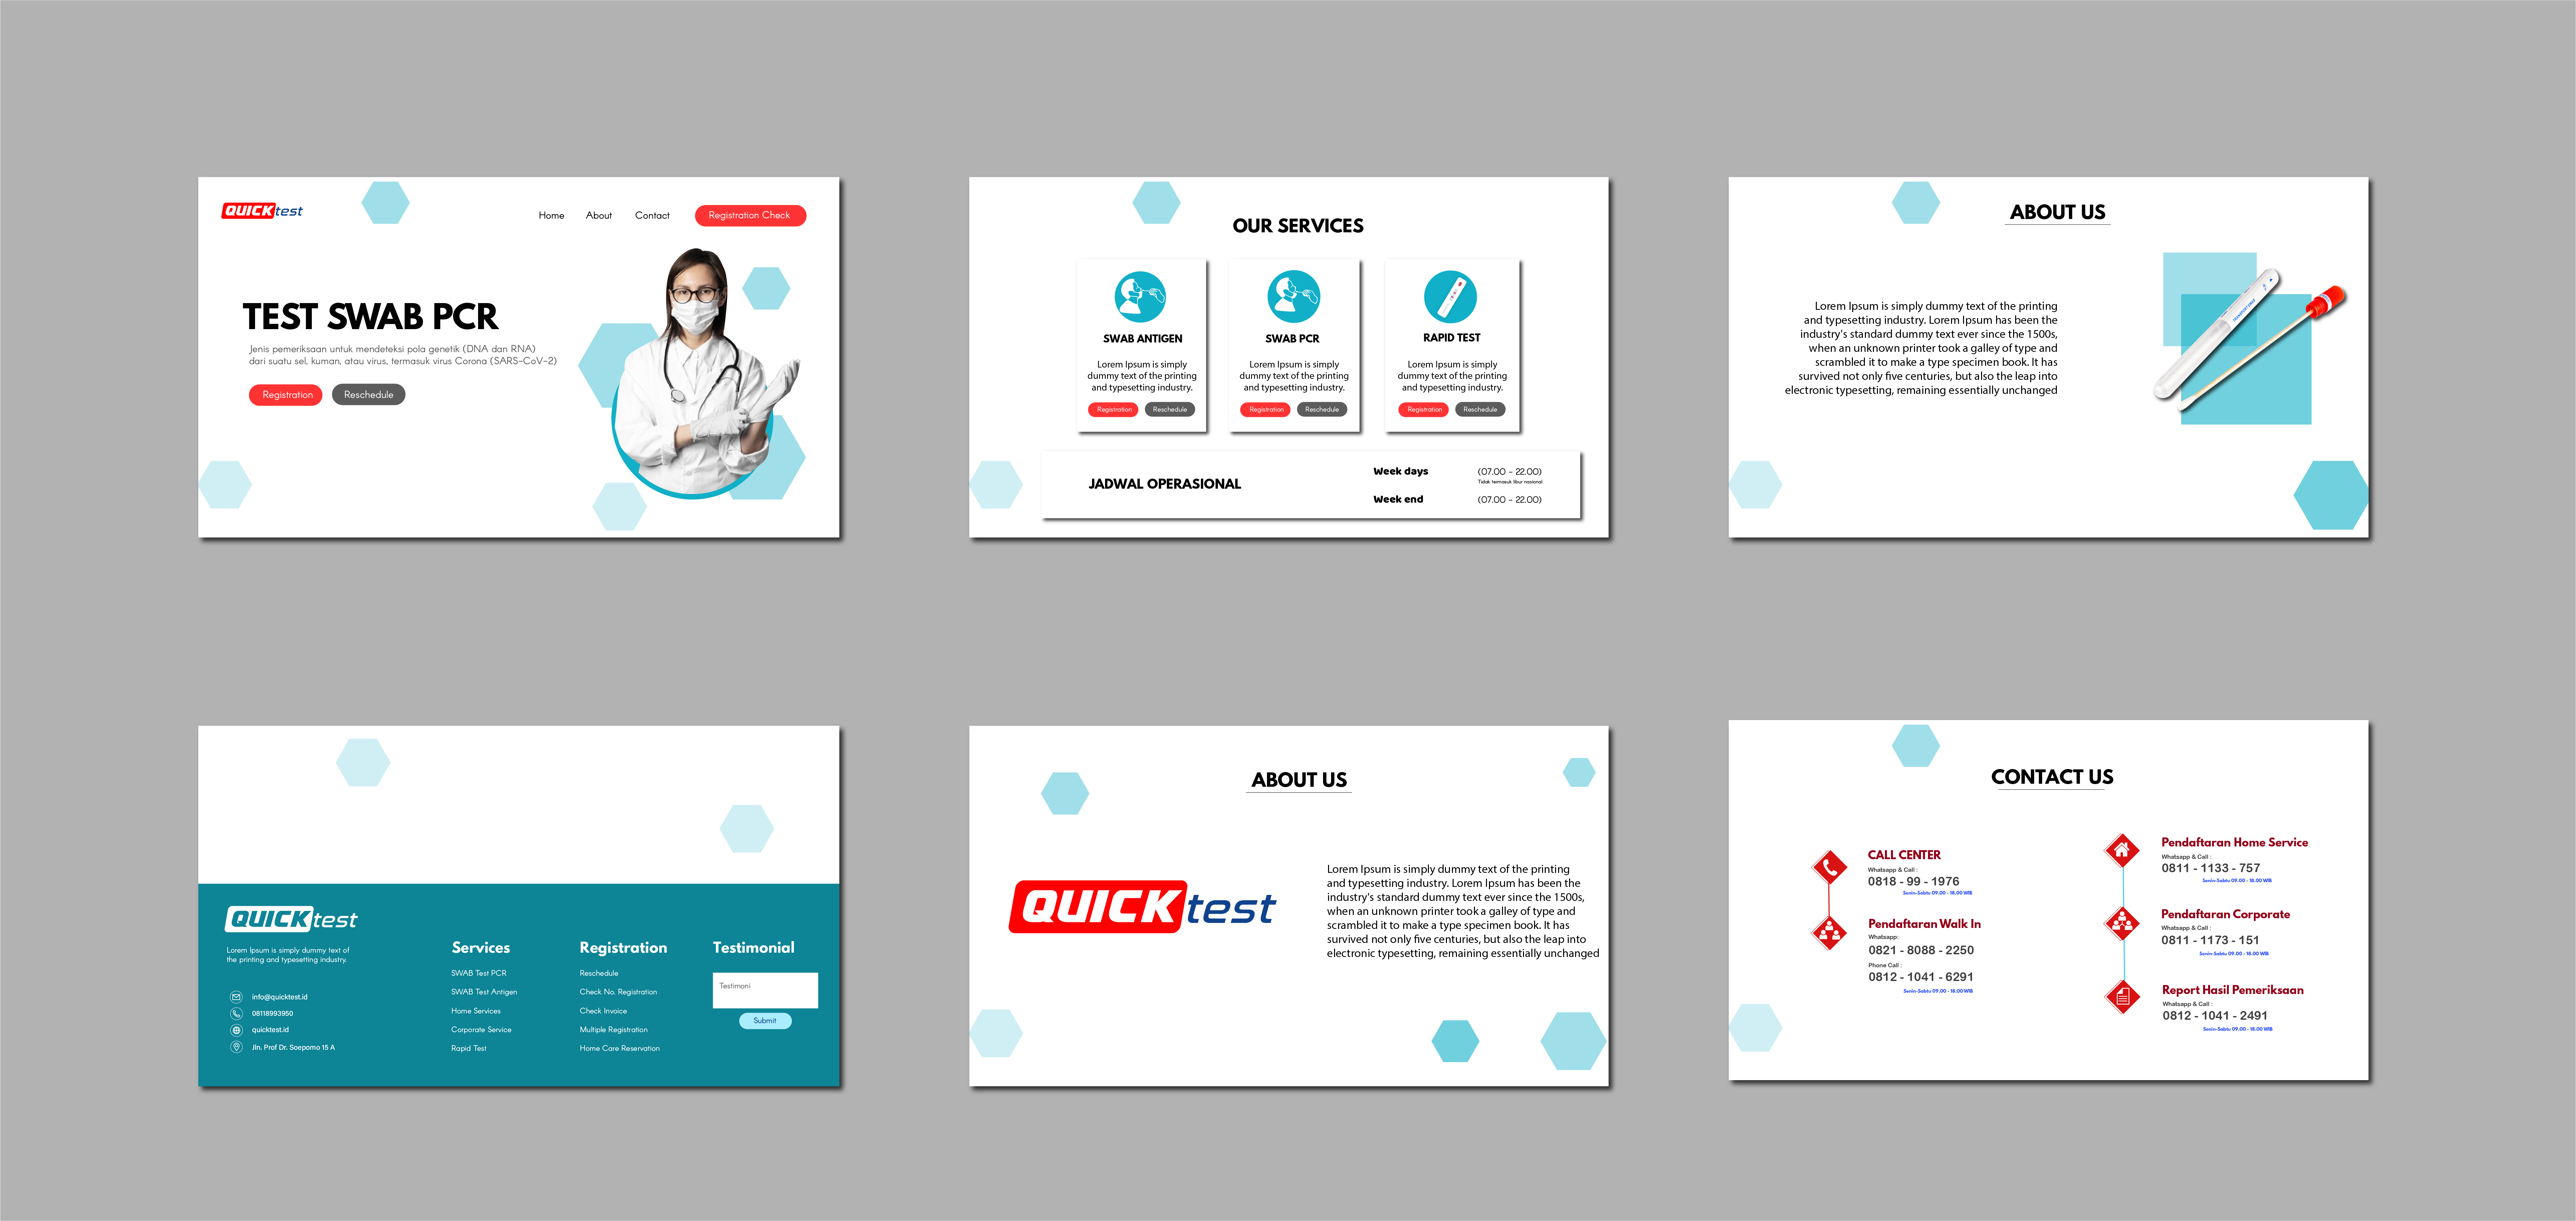 QUICKtest
Home
About
Contact
Registration Check
TEST SWAB PCR
Jenis pemeriksaan untuk mendeteksi pola genetik (DNA dan RNA)
dari suatu sel, kuman, atau virus, termasuk virus Corona (SARS-CoV-2)
Registration
Reschedule
OUR SERVICES
SWAB ANTIGEN
Lorem Ipsum is simply
dummy text of the printing
and typesetting industry.
Registration
Reschedule
SWAB PCR
Lorem Ipsum is simply
dummy text of the printing
and typesetting industry.
Registration
Reschedule
RAPID TEST
Lorem Ipsum is simply
dummy text of the printing
and typesetting industry.
Registration
Reschedule
JADWAL OPERASIONAL
Week days
(07.00 - 22.00)
Tidak termasuk libur nasional
Week end
(07.00 - 22.00)
ABOUT US
Lorem Ipsum is simply dummy text of the printing
and typesetting industry. Lorem Ipsum has been the
industry's standard dummy text ever since the 1500s,
when an unknown printer took a galley of type and
scrambled it to make a type specimen book. It has
survived not only five centuries, but also the leap into
electronic typesetting, remaining essentially unchanged
QUICKtest
Lorem Ipsum is simply dummy text of
the printing and typesetting industry.
info@quicktest.id
08118993950
quicktest.id
Jln. Prof Dr. Soepomo 15 A
Services
SWAB Test PCR
SWAB Test Antigen
Home Services
Corporate Service
Rapid Test
Registration
Reschedule
Check No. Registration
Check Invoice
Multiple Registration
Home Care Reservation
Testimonial
Testimoni
Submit
ABOUT US
QUICKtest
Lorem Ipsum is simply dummy text of the printing
and typesetting industry. Lorem Ipsum has been the
industry's standard dummy text ever since the 1500s,
when an unknown printer took a galley of type and
scrambled it to make a type specimen book. It has
survived not only five centuries, but also the leap into
electronic typesetting, remaining essentially unchanged
CONTACT US
CALL CENTER
Whatsapp & Call :
0818 - 99 - 1976
Senin-Sabtu 09.00 - 18.00 WIB
Pendaftaran Walk In
Whatsapp:
0821 - 8088 - 2250
Phone Call :
0812 - 1041 - 6291
Senin-Sabtu 09.00 - 18.00 WIB
Pendaftaran Home Service
Whatsapp & Call :
0811 - 1133 - 757
Senin-Sabtu 09.00 - 18.00 WIB
Pendaftaran Corporate
Whatsapp & Call :
0811 - 1173 - 151
Senin-Sabtu 09.00 - 18.00 WIB
Report Hasil Pemeriksaan
Whatsapp & Call :
0812 - 1041 - 2491
Senin-Sabtu 09.00 - 18.00 WIB